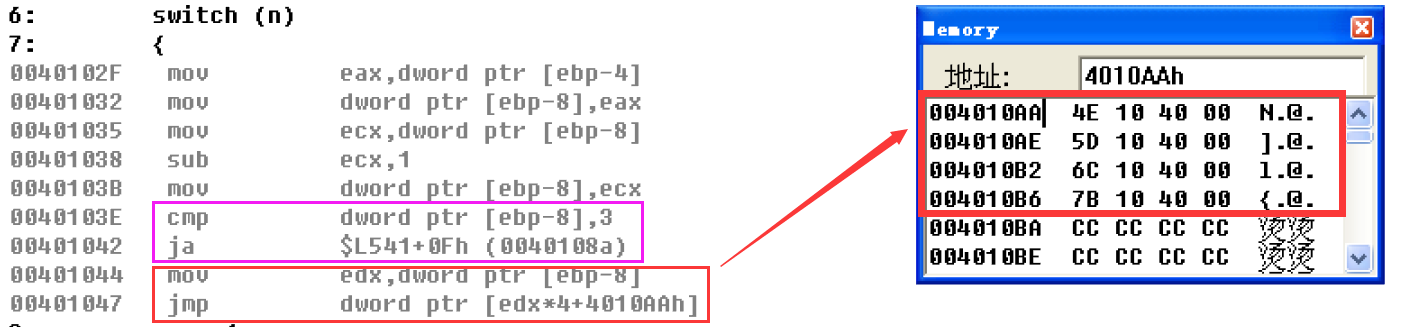 6: switch (n)
7: {
0040102F mov eax,dword ptr [ebp-4]
00401032 mov dword ptr [ebp-8],eax
00401035 mov ecx,dword ptr [ebp-8]
00401038 sub ecx,1
0040103B mov dword ptr [ebp-8],ecx
0040103E cmp dword ptr [ebp-8],3
00401042 ja $L541+0Fh (0040108a)
00401044 mov edx,dword ptr [ebp-8]
00401047 jmp dword ptr [edx*4+4010AAh]
Memory
地址: 4010AAh
004010AA 4E 10 40 00 N.@.
004010AE 5D 10 40 00 ].@.
004010B2 6C 10 40 00 l.@.
004010B6 7B 10 40 00 {.@.
004010BA CC CC CC CC 烫烫
004010BE CC CC CC CC 烫烫